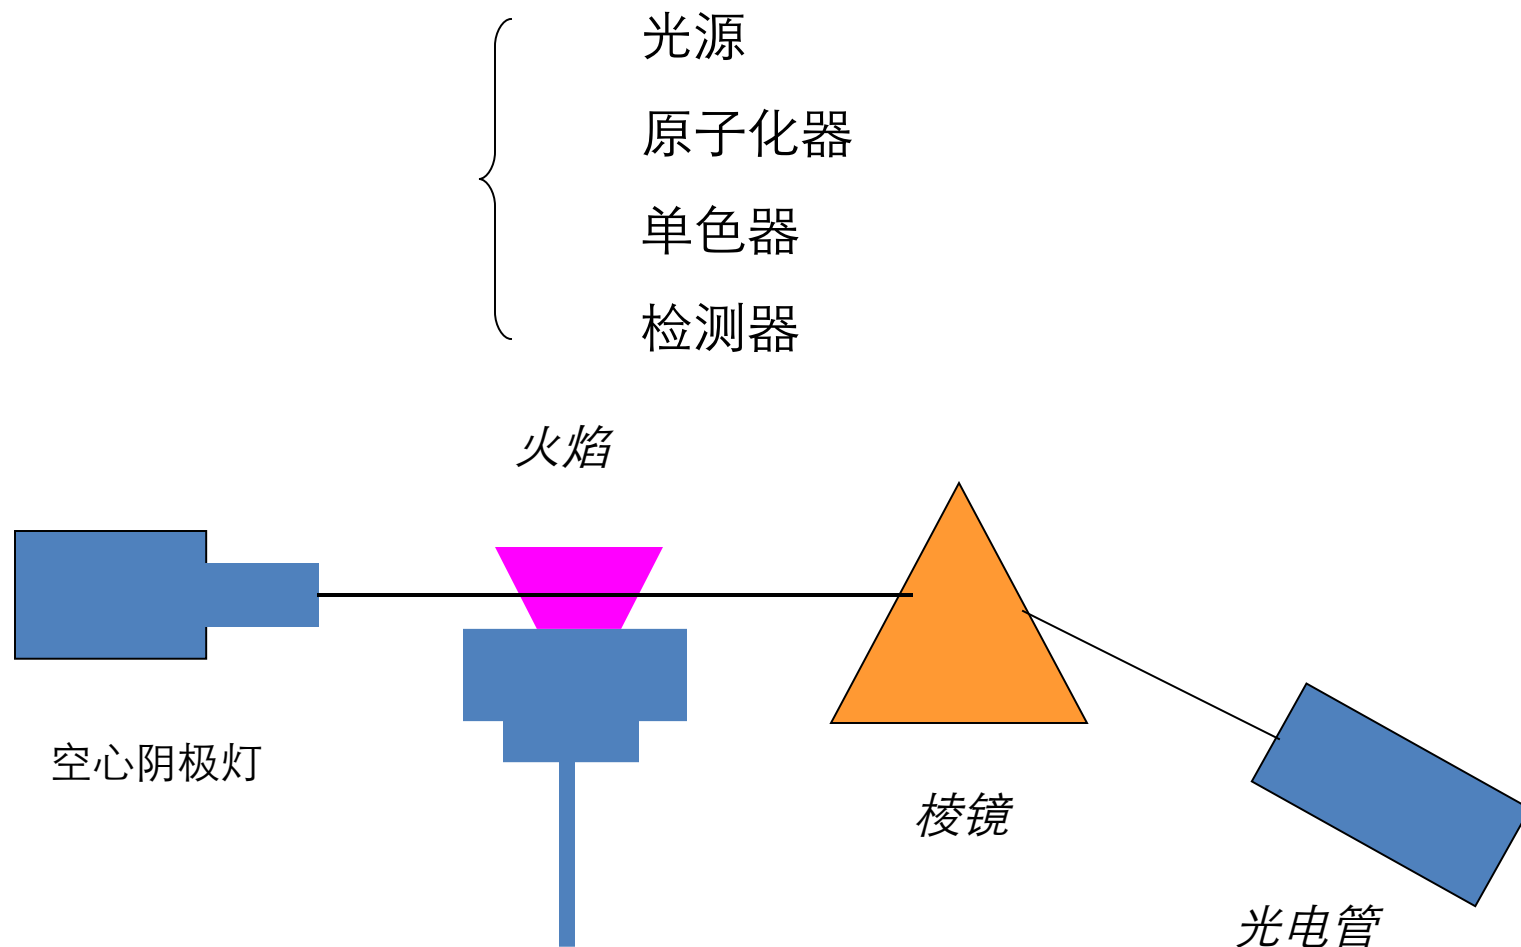 光源
原子化器
单色器
检测器
火焰
空心阴极灯
棱镜
光电管